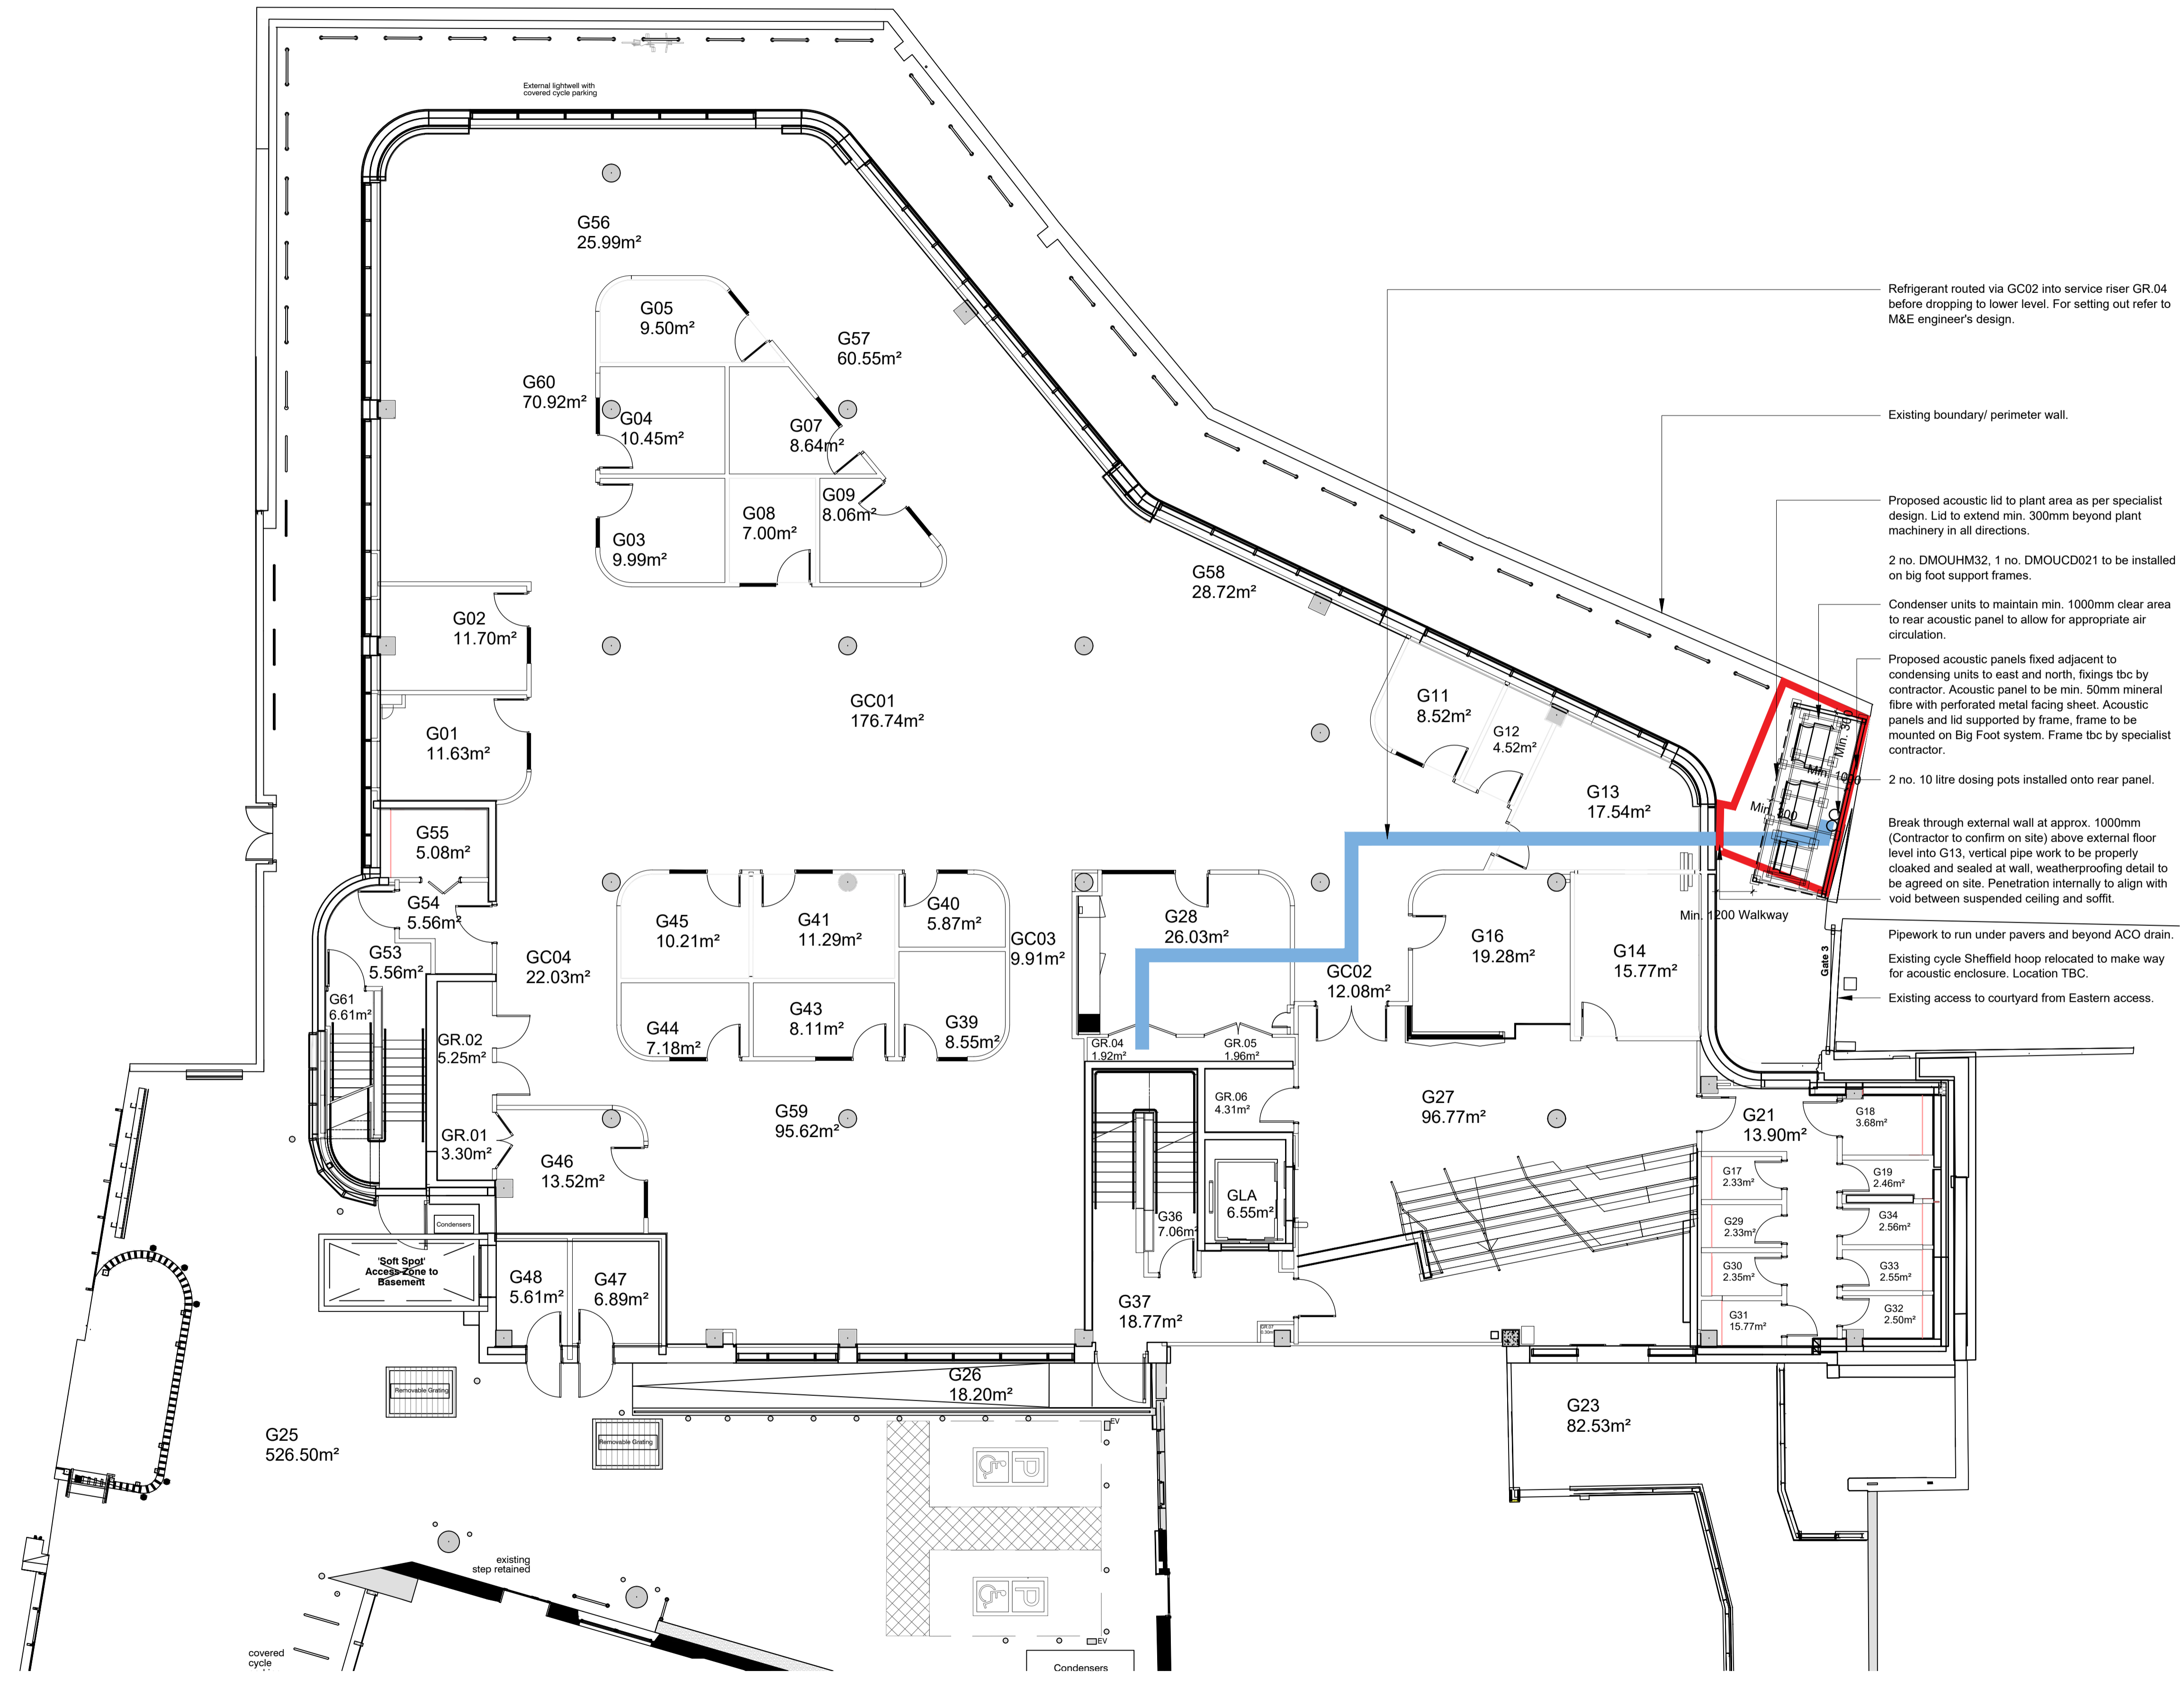 External lightwell with
covered cycle parking
G56
25.99m²
G05
9.50m²
G57
60.55m²
G60
70.92m²
G04
10.45m²
G07
8.64m²
G03
9.99m²
G08
7.00m²
G09
8.06m²
G58
28.72m²
G02
11.70m²
G01
11.63m²
GC01
176.74m²
G11
8.52m²
G12
4.52m²
G13
17.54m²
G55
5.08m²
G54
5.56m²
G53
5.56m²
G61
6.61m²
GC04
22.03m²
G45
10.21m²
G41
11.29m²
G40
5.87m²
GC03
9.91m²
G44
7.18m²
G43
8.11m²
G39
8.55m²
G28
26.03m²
GC02
12.08m²
G16
19.28m²
G14
15.77m²
GR.02
5.25m²
GR.01
3.30m²
GR.04
1.92m²
GR.05
1.96m²
GR.06
4.31m²
G59
95.62m²
G46
13.52m²
G27
96.77m²
G21
13.90m²
G18
3.68m²
G17
2.33m²
G19
2.46m²
G29
2.33m²
G34
2.56m²
G30
2.35m²
G33
2.55m²
G31
15.77m²
G32
2.50m²
GLA
6.55m²
G36
7.06m²
G37
18.77m²
GR.07
Condensers
'Soft Spot'
Access Zone to
Basement
G48
5.61m²
G47
6.89m²
G26
18.20m²
G23
82.53m²
G25
526.50m²
Removable Grating
Removable Grating
EV
P
P
EV
existing
step retained
covered
cycle
Condensers
Min. 300
Min. 1000
Min. 300
Min. 1200 Walkway
Gate 3
Refrigerant routed via GC02 into service riser GR.04
before dropping to lower level. For setting out refer to
M&E engineer's design.
Existing boundary/ perimeter wall.
Proposed acoustic lid to plant area as per specialist
design. Lid to extend min. 300mm beyond plant
machinery in all directions.
2 no. DMOUHM32, 1 no. DMOUCD021 to be installed
on big foot support frames.
Condenser units to maintain min. 1000mm clear area
to rear acoustic panel to allow for appropriate air
circulation.
Proposed acoustic panels fixed adjacent to
condensing units to east and north, fixings tbc by
contractor. Acoustic panel to be min. 50mm mineral
fibre with perforated metal facing sheet. Acoustic
panels and lid supported by frame, frame to be
mounted on Big Foot system. Frame tbc by specialist
contractor.
2 no. 10 litre dosing pots installed onto rear panel.
Break through external wall at approx. 1000mm
(Contractor to confirm on site) above external floor
level into G13, vertical pipe work to be properly
cloaked and sealed at wall, weatherproofing detail to
be agreed on site. Penetration internally to align with
void between suspended ceiling and soffit.
Pipework to run under pavers and beyond ACO drain.
Existing cycle Sheffield hoop relocated to make way
for acoustic enclosure. Location TBC.
Existing access to courtyard from Eastern access.